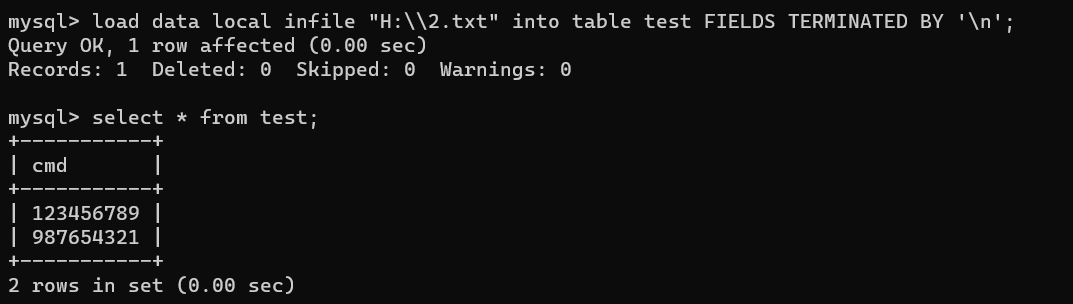 mysql> load data local infile "H:\\2.txt" into table test FIELDS TERMINATED BY '\n';
Query OK, 1 row affected (0.00 sec)
Records: 1  Deleted: 0  Skipped: 0  Warnings: 0

mysql> select * from test;
+-----------+
| cmd       |
+-----------+
| 123456789 |
| 987654321 |
+-----------+
2 rows in set (0.00 sec)